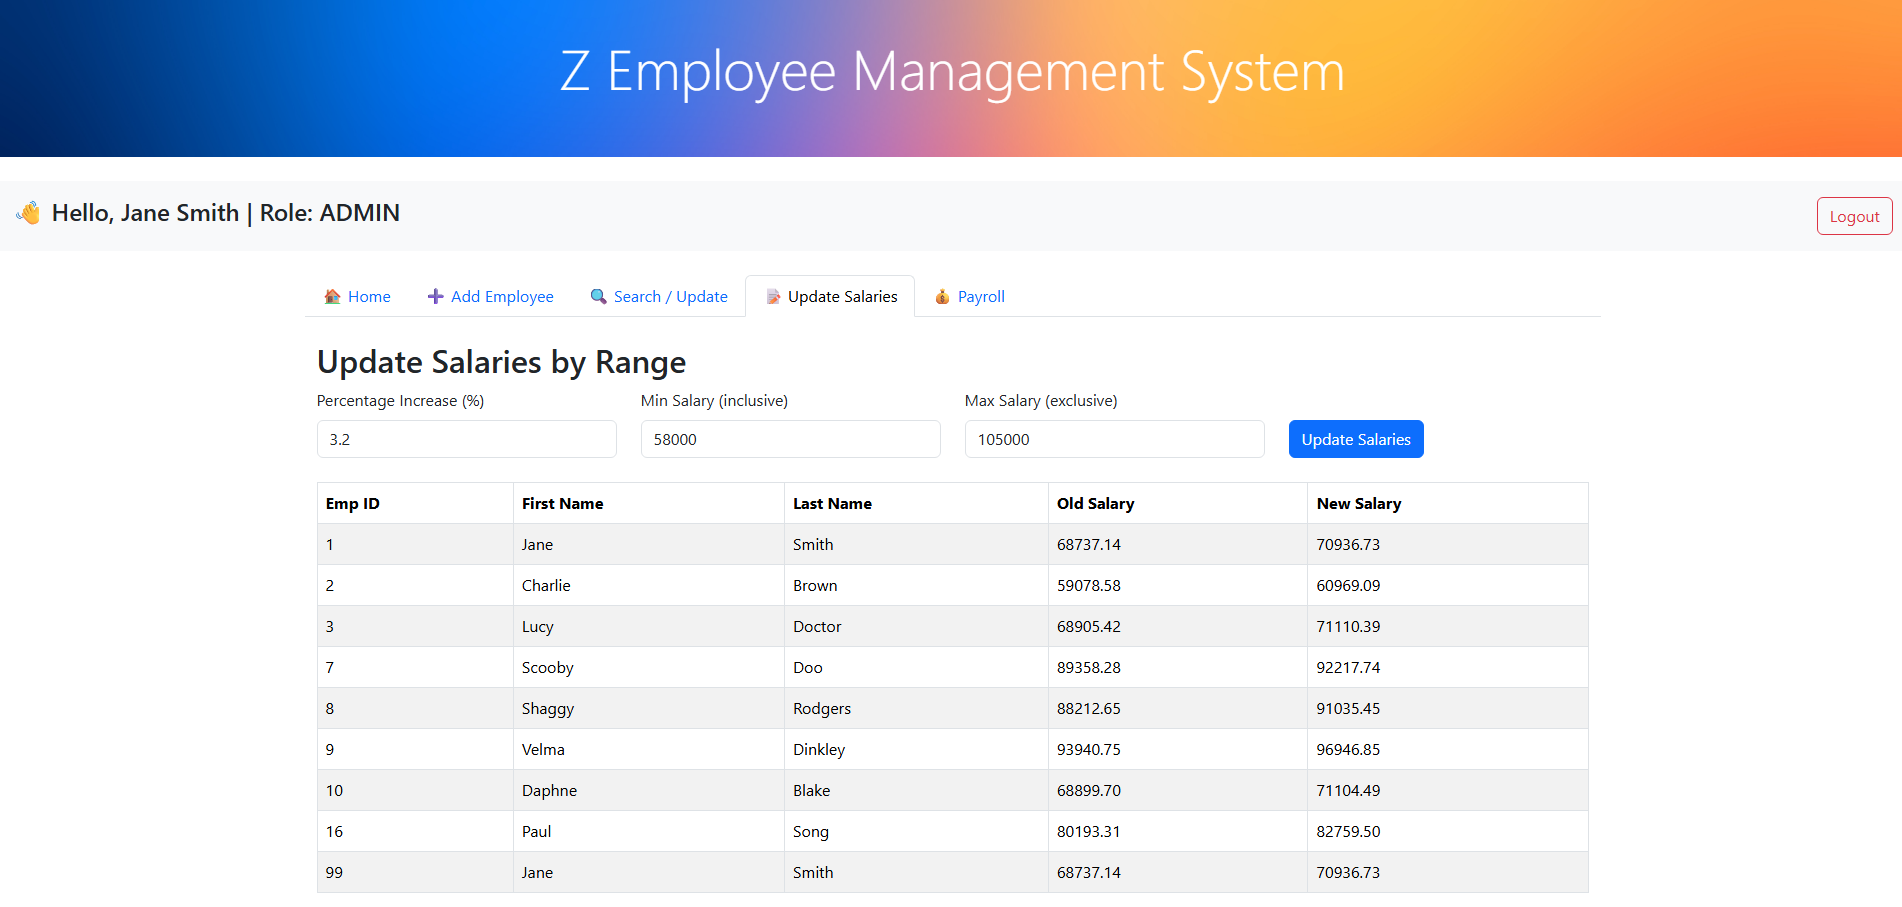 Z Employee Management System
👋 Hello, Jane Smith | Role: ADMIN
Logout
🏠 Home ➕ Add Employee 🔍 Search / Update 📝 Update Salaries 💰 Payroll
Update Salaries by Range
Percentage Increase (%) Min Salary (inclusive) Max Salary (exclusive)
3.2 58000 105000 Update Salaries
Emp ID First Name Last Name Old Salary New Salary
1 Jane Smith 68737.14 70936.73
2 Charlie Brown 59078.58 60969.09
3 Lucy Doctor 68905.42 71110.39
7 Scooby Doo 89358.28 92217.74
8 Shaggy Rodgers 88212.65 91035.45
9 Velma Dinkley 93940.75 96946.85
10 Daphne Blake 68899.70 71104.49
16 Paul Song 80193.31 82759.50
99 Jane Smith 68737.14 70936.73